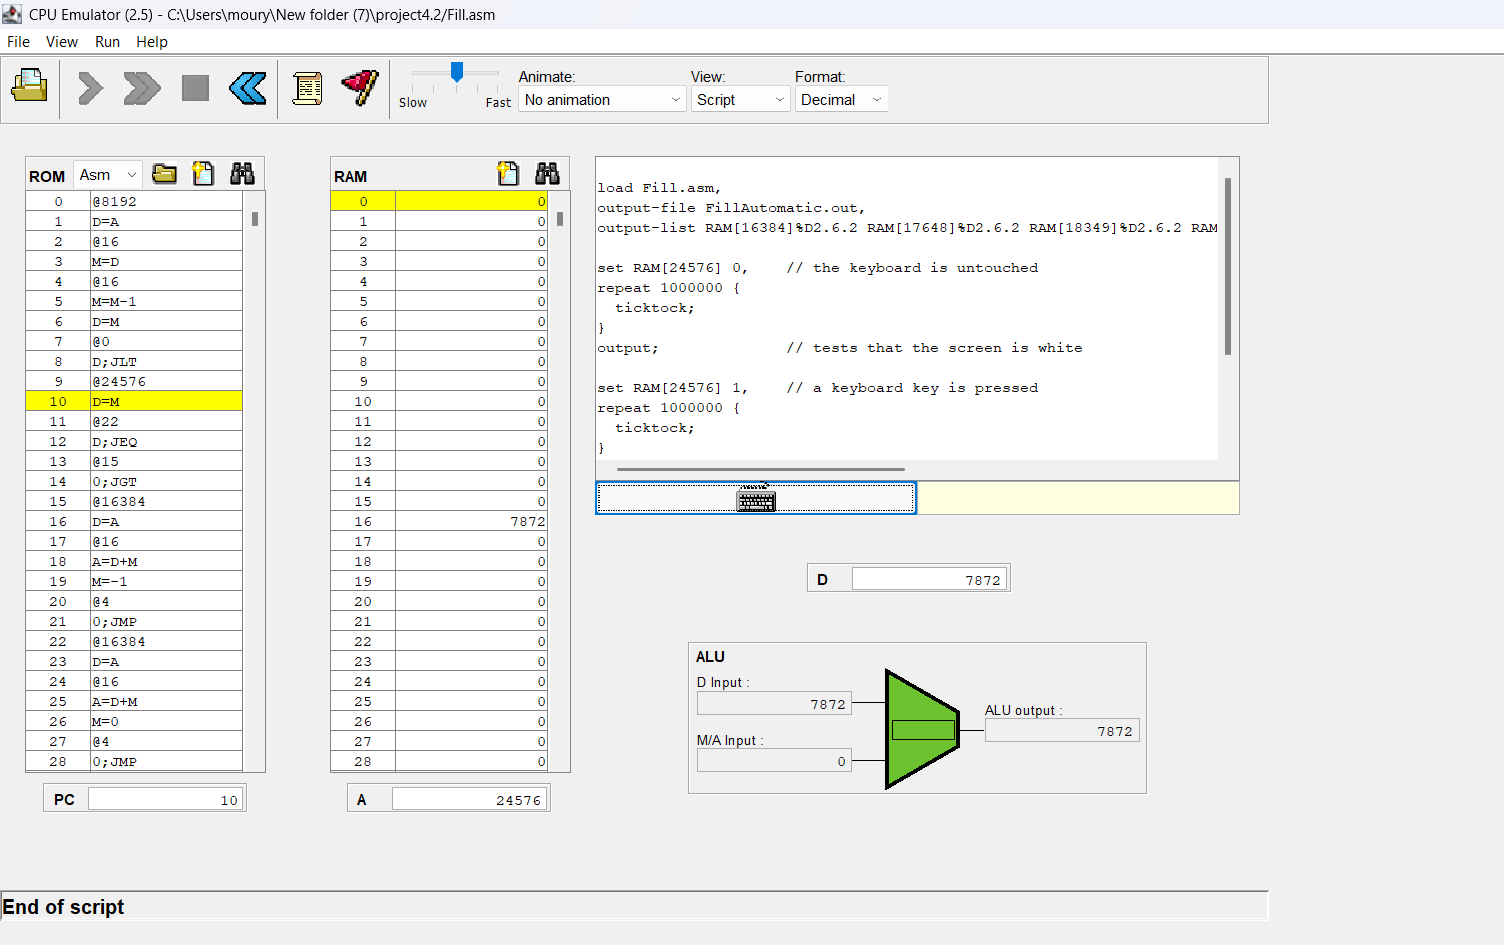 CPU Emulator (2.5) - C:\Users\moury\New folder (7)\project4.2/Fill.asm
File View Run Help
Slow Fast
Animate:
No animation
View:
Script
Format:
Decimal
ROM Asm
0 @8192
1 D=A
2 @16
3 M=D
4 @16
5 M=M-1
6 D=M
7 @0
8 D;JLT
9 @24576
10 D=M
11 @22
12 D;JEQ
13 @15
14 0;JGT
15 @16384
16 D=A
17 @16
18 A=D+M
19 M=-1
20 @4
21 0;JMP
22 @16384
23 D=A
24 @16
25 A=D+M
26 M=0
27 @4
28 0;JMP
PC 10
RAM
0 0
1 0
2 0
3 0
4 0
5 0
6 0
7 0
8 0
9 0
10 0
11 0
12 0
13 0
14 0
15 0
16 7872
17 0
18 0
19 0
20 0
21 0
22 0
23 0
24 0
25 0
26 0
27 0
28 0
A 24576
load Fill.asm,
output-file FillAutomatic.out,
output-list RAM[16384]%D2.6.2 RAM[17648]%D2.6.2 RAM[18349]%D2.6.2 RAM
set RAM[24576] 0, // the keyboard is untouched
repeat 1000000 {
ticktock;
}
output; // tests that the screen is white
set RAM[24576] 1, // a keyboard key is pressed
repeat 1000000 {
ticktock;
}
D 7872
ALU
D Input :
7872
M/A Input :
0
ALU output :
7872
End of script